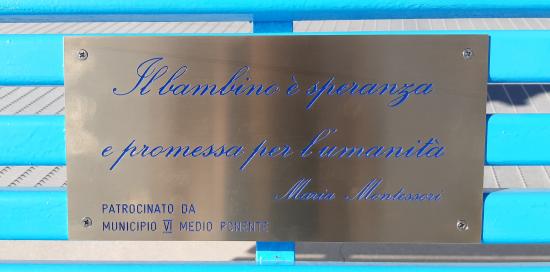 Il bambino è speranza
e promessa per l'umanità
Maria Montessori
PATROCINATO DA
MUNICIPIO VI MEDIO PONENTE